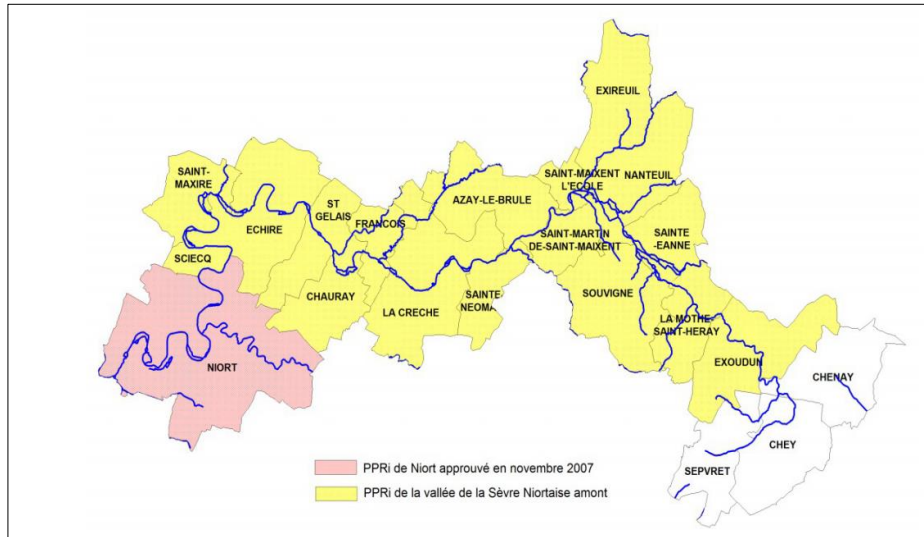 EXIREUIL
SAINT-
MAXIRE
SAINT-MAIXENT
L'ECOLE
NANTEUIL
AZAY-LE-BRULE
ST
GELAIS
FRANCOIS
ECHIRE
SAINT-MARTIN
DE-SAINT-MAIXENT
SAINTE
-EANNE
SCIECQ
CHAURAY
SOUVIGNE
LA CRECHE
SAINTE
NEOMA
LA MOTHE-
SAINT-HERAY
NIORT
EXOUDUN
CHENAY
CHEY
SEPVRET
PPRi de Niort approuvé en novembre 2007
PPRi de la vallée de la Sèvre Niortaise amont